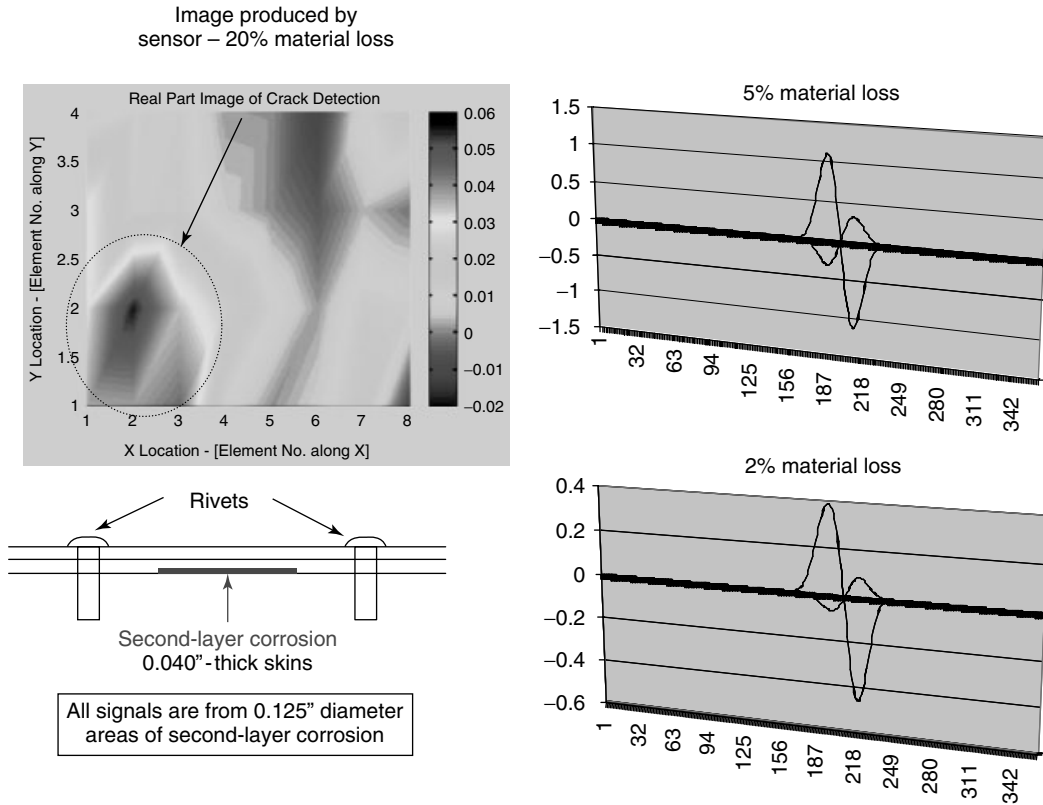 Image produced by
sensor – 20% material loss
Real Part Image of Crack Detection
Y Location - [Element No. along Y]
4
3.5
3
2.5
2
1.5
1
1 2 3 4 5 6 7 8
X Location - [Element No. along X]
0.06
0.05
0.04
0.03
0.02
0.01
0
−0.01
−0.02
Rivets
Second-layer corrosion
0.040”-thick skins
All signals are from 0.125” diameter
areas of second-layer corrosion
5% material loss
1.5
1
0.5
0
−0.5
−1
−1.5
1 32 63 94 125 156 187 218 249 280 311 342
2% material loss
0.4
0.2
0
−0.2
−0.4
−0.6
1 32 63 94 125 156 187 218 249 280 311 342